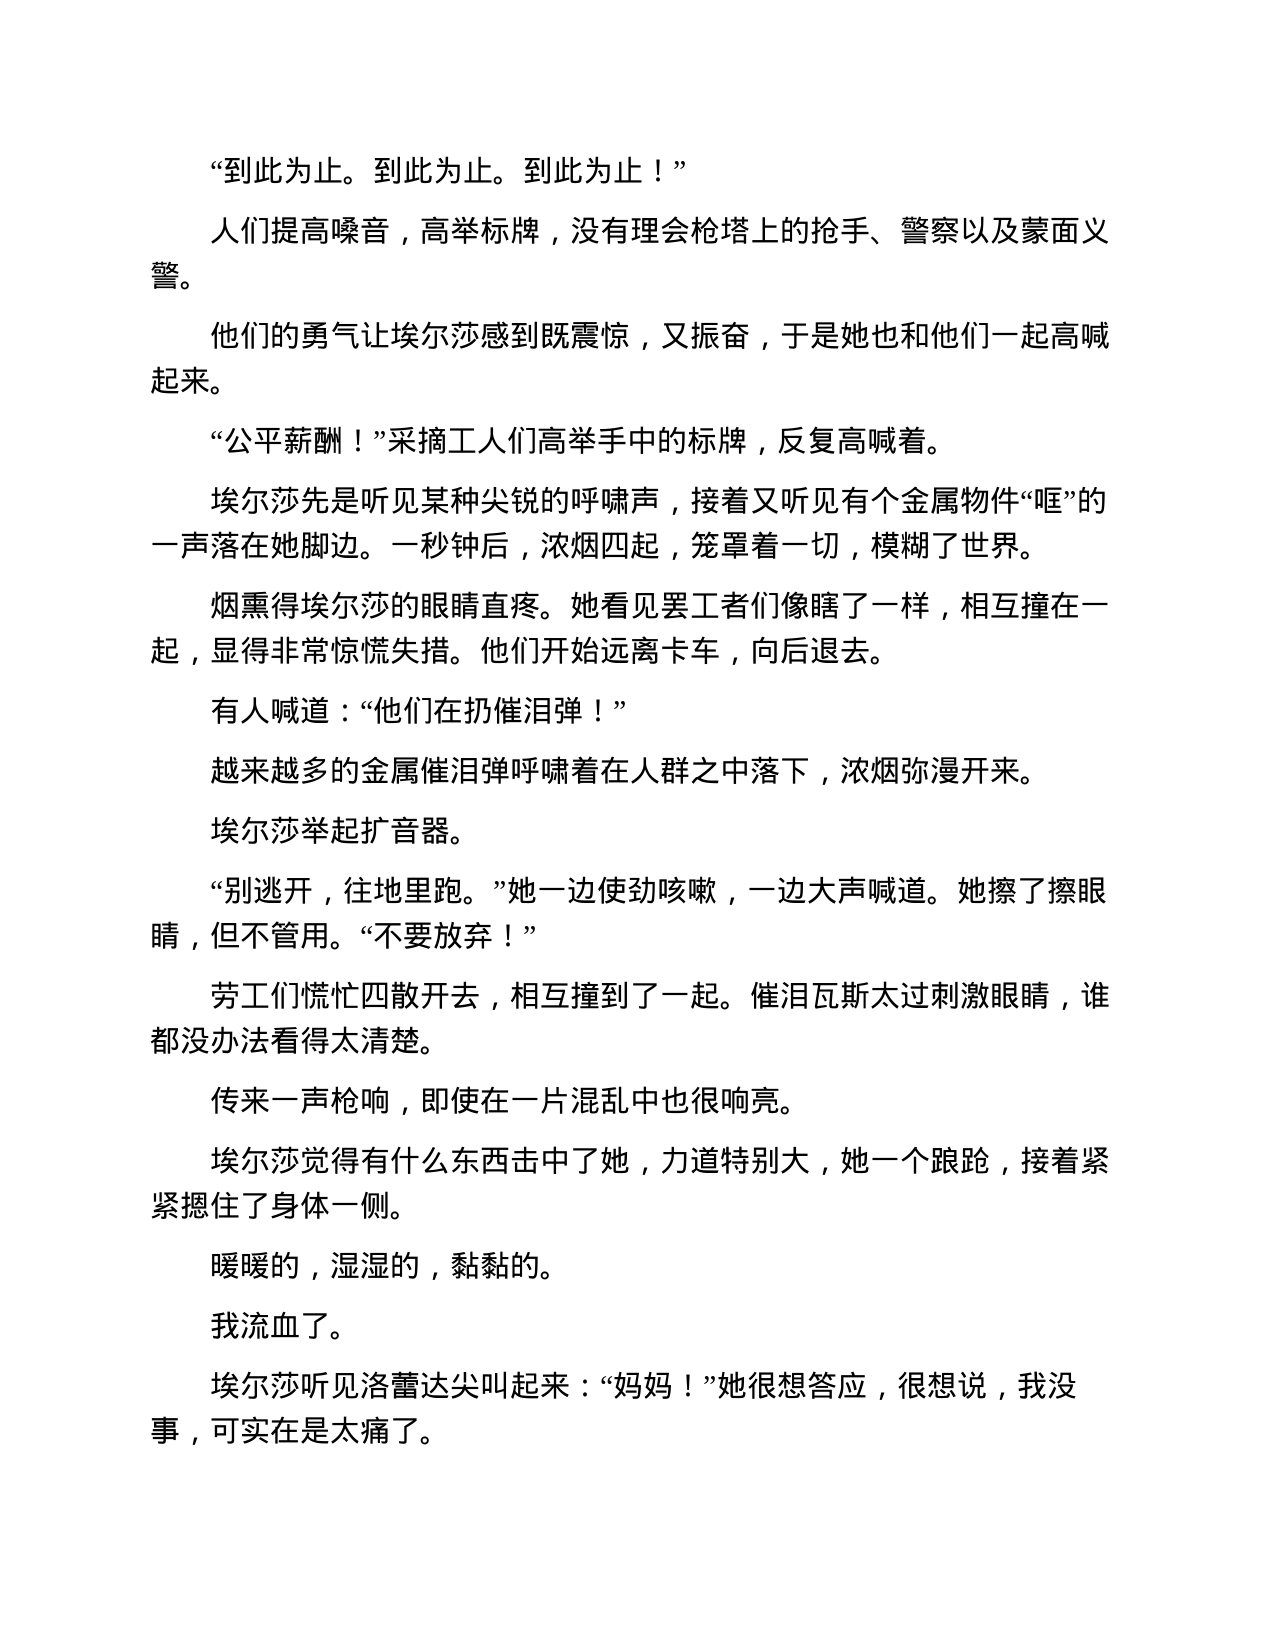 “到此为止。到此为止。到此为止！”
人们提高嗓音，高举标牌，没有理会枪塔上的抢手、警察以及蒙面义
警。
他们的勇气让埃尔莎感到既震惊，又振奋，于是她也和他们一起高喊
起来。
“公平薪酬！”采摘工人们高举手中的标牌，反复高喊着。
埃尔莎先是听见某种尖锐的呼啸声，接着又听见有个金属物件“哐”的
一声落在她脚边。一秒钟后，浓烟四起，笼罩着一切，模糊了世界。
烟熏得埃尔莎的眼睛直疼。她看见罢工者们像瞎了一样，相互撞在一
起，显得非常惊慌失措。他们开始远离卡车，向后退去。
有人喊道：“他们在扔催泪弹！”
越来越多的金属催泪弹呼啸着在人群之中落下，浓烟弥漫开来。
埃尔莎举起扩音器。
“别逃开，往地里跑。”她一边使劲咳嗽，一边大声喊道。她擦了擦眼
睛，但不管用。“不要放弃！”
劳工们慌忙四散开去，相互撞到了一起。催泪瓦斯太过刺激眼睛，谁
都没办法看得太清楚。
传来一声枪响，即使在一片混乱中也很响亮。
埃尔莎觉得有什么东西击中了她，力道特别大，她一个踉跄，接着紧
紧摁住了身体一侧。
暖暖的，湿湿的，黏黏的。
我流血了。
埃尔莎听见洛蕾达尖叫起来：“妈妈！”她很想答应，很想说，我没
事，可实在是太痛了。